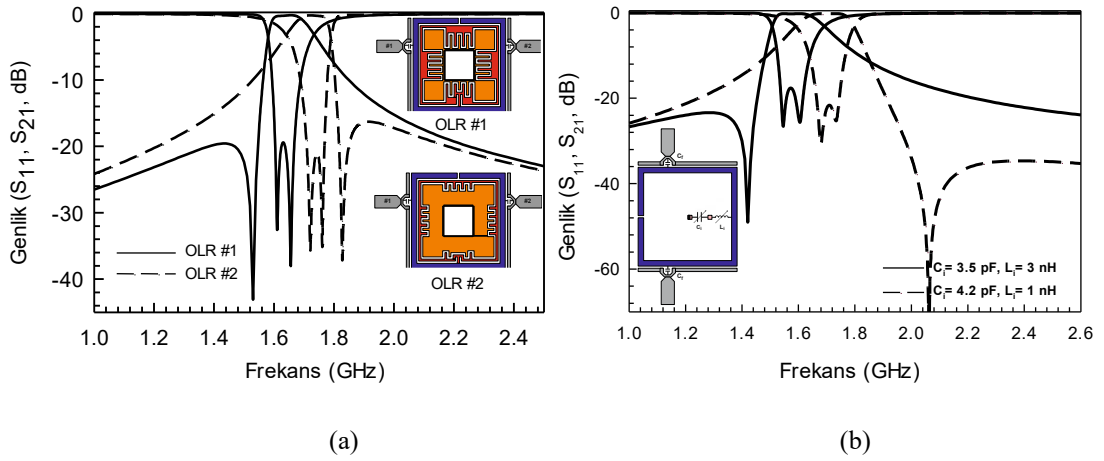 Genlik (S11, S21, dB)
0
−10
−20
−30
−40
1.0 1.2 1.4 1.6 1.8 2.0 2.2 2.4
Frekans (GHz)
#1 #2
OLR #1
#1 #2
OLR #2
OLR #1
OLR #2
(a)
Genlik (S11, S21, dB)
0
−20
−40
−60
1.0 1.2 1.4 1.6 1.8 2.0 2.2 2.4 2.6
Frekans (GHz)
Ci Li
Ci= 3.5 pF, Li= 3 nH
Ci= 4.2 pF, Li= 1 nH
(b)